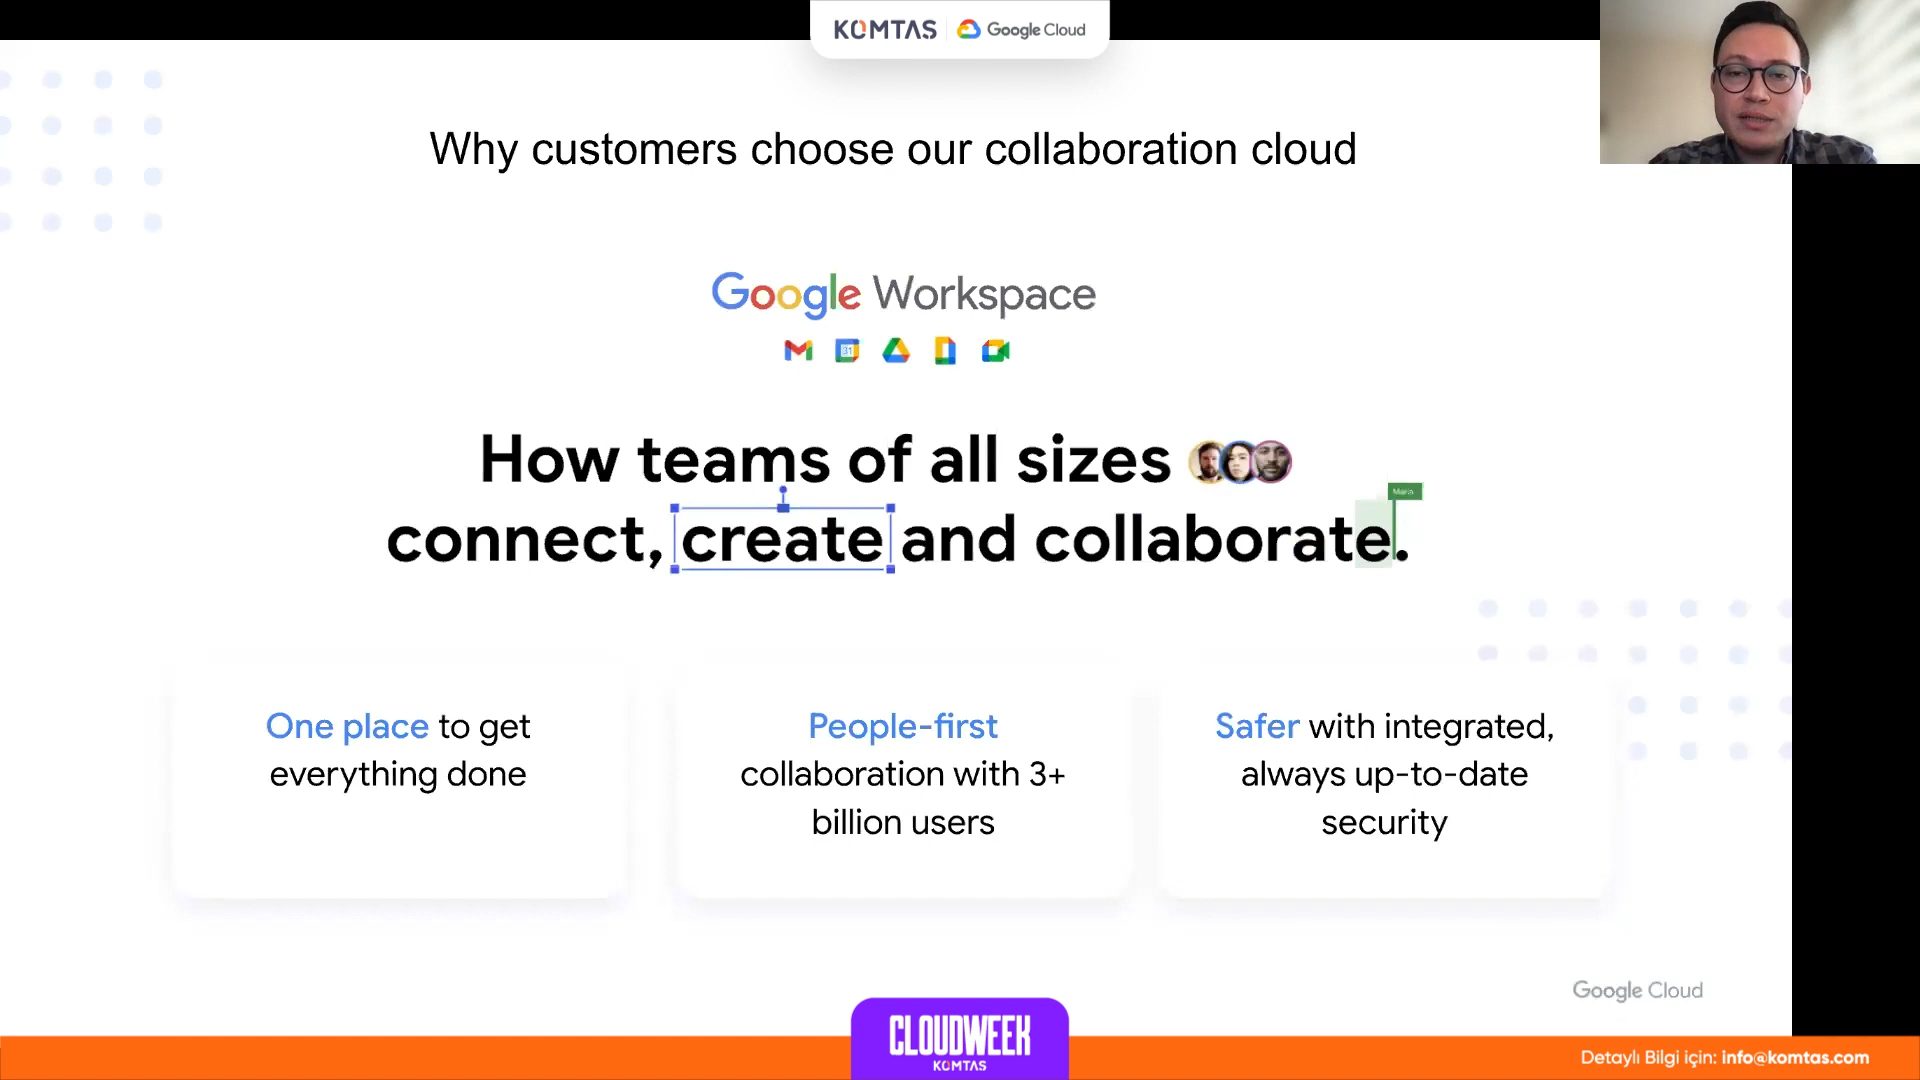 KOMTAS Google Cloud
Why customers choose our collaboration cloud
Google Workspace
31
How teams of all sizes
Maria
connect, create and collaborate.
One place to get
everything done
People-first
collaboration with 3+
billion users
Safer with integrated,
always up-to-date
security
Google Cloud
CLOUDWEEK
KOMTAS
Detaylı Bilgi için: info@komtas.com